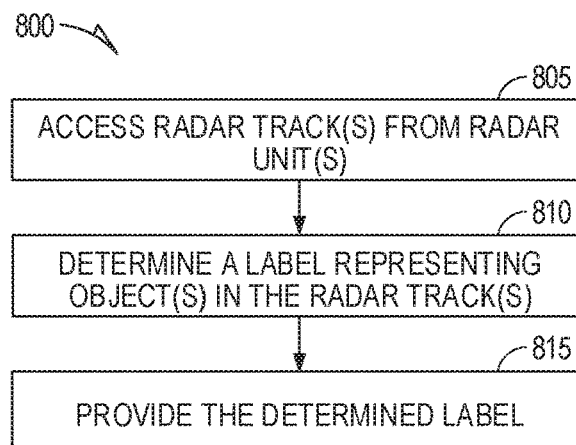 800
805
ACCESS RADAR TRACK(S) FROM RADAR
UNIT(S)
810
DETERMINE A LABEL REPRESENTING
OBJECT(S) IN THE RADAR TRACK(S)
815
PROVIDE THE DETERMINED LABEL